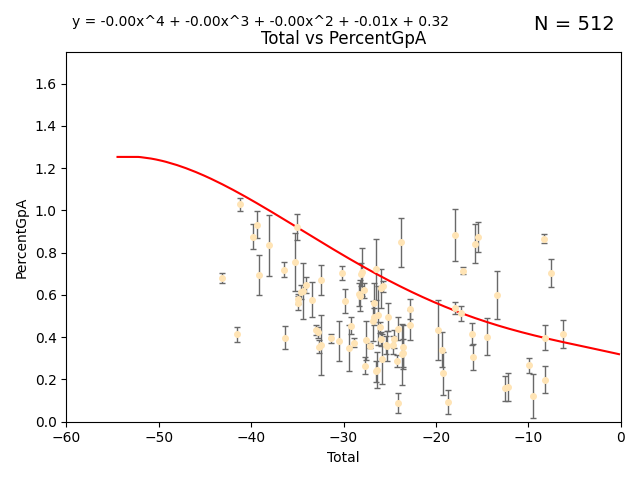 y = -0.00x^4 + -0.00x^3 + -0.00x^2 + -0.01x + 0.32
N = 512
Total vs PercentGpA
PercentGpA
1.6
1.4
1.2
1.0
0.8
0.6
0.4
0.2
0.0
−60 −50 −40 −30 −20 −10 0
Total